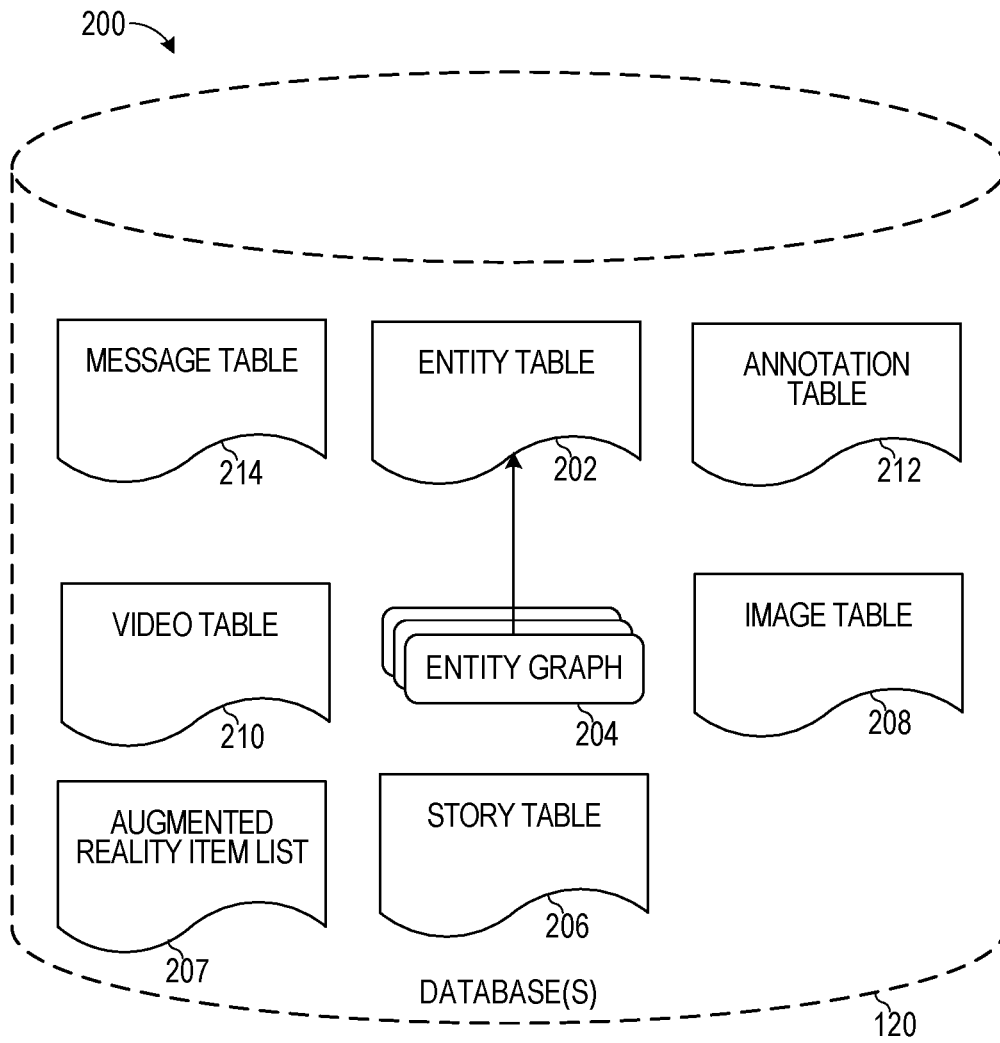 200
MESSAGE TABLE
214
ENTITY TABLE
202
ANNOTATION
TABLE
212
VIDEO TABLE
210
ENTITY GRAPH
204
IMAGE TABLE
208
AUGMENTED
REALITY ITEM LIST
207
STORY TABLE
206
DATABASE(S)
120